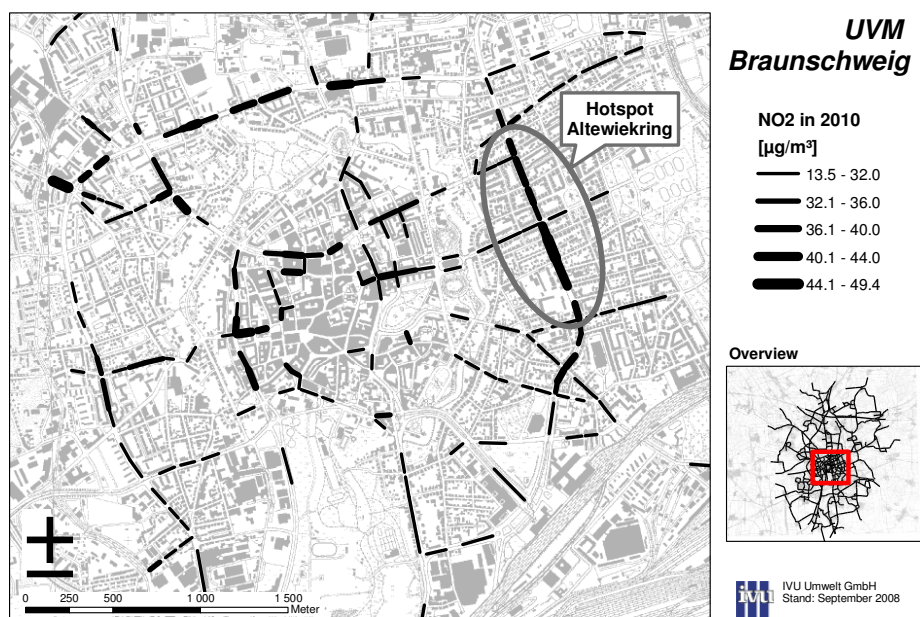 UVM
Braunschweig
Hotspot
Altewiekring
NO2 in 2010
[µg/m³]
13.5 - 32.0
32.1 - 36.0
36.1 - 40.0
40.1 - 44.0
44.1 - 49.4
Overview
0 250 500 1 000 1 500
Meter
ivu
IVU Umwelt GmbH
Stand: September 2008